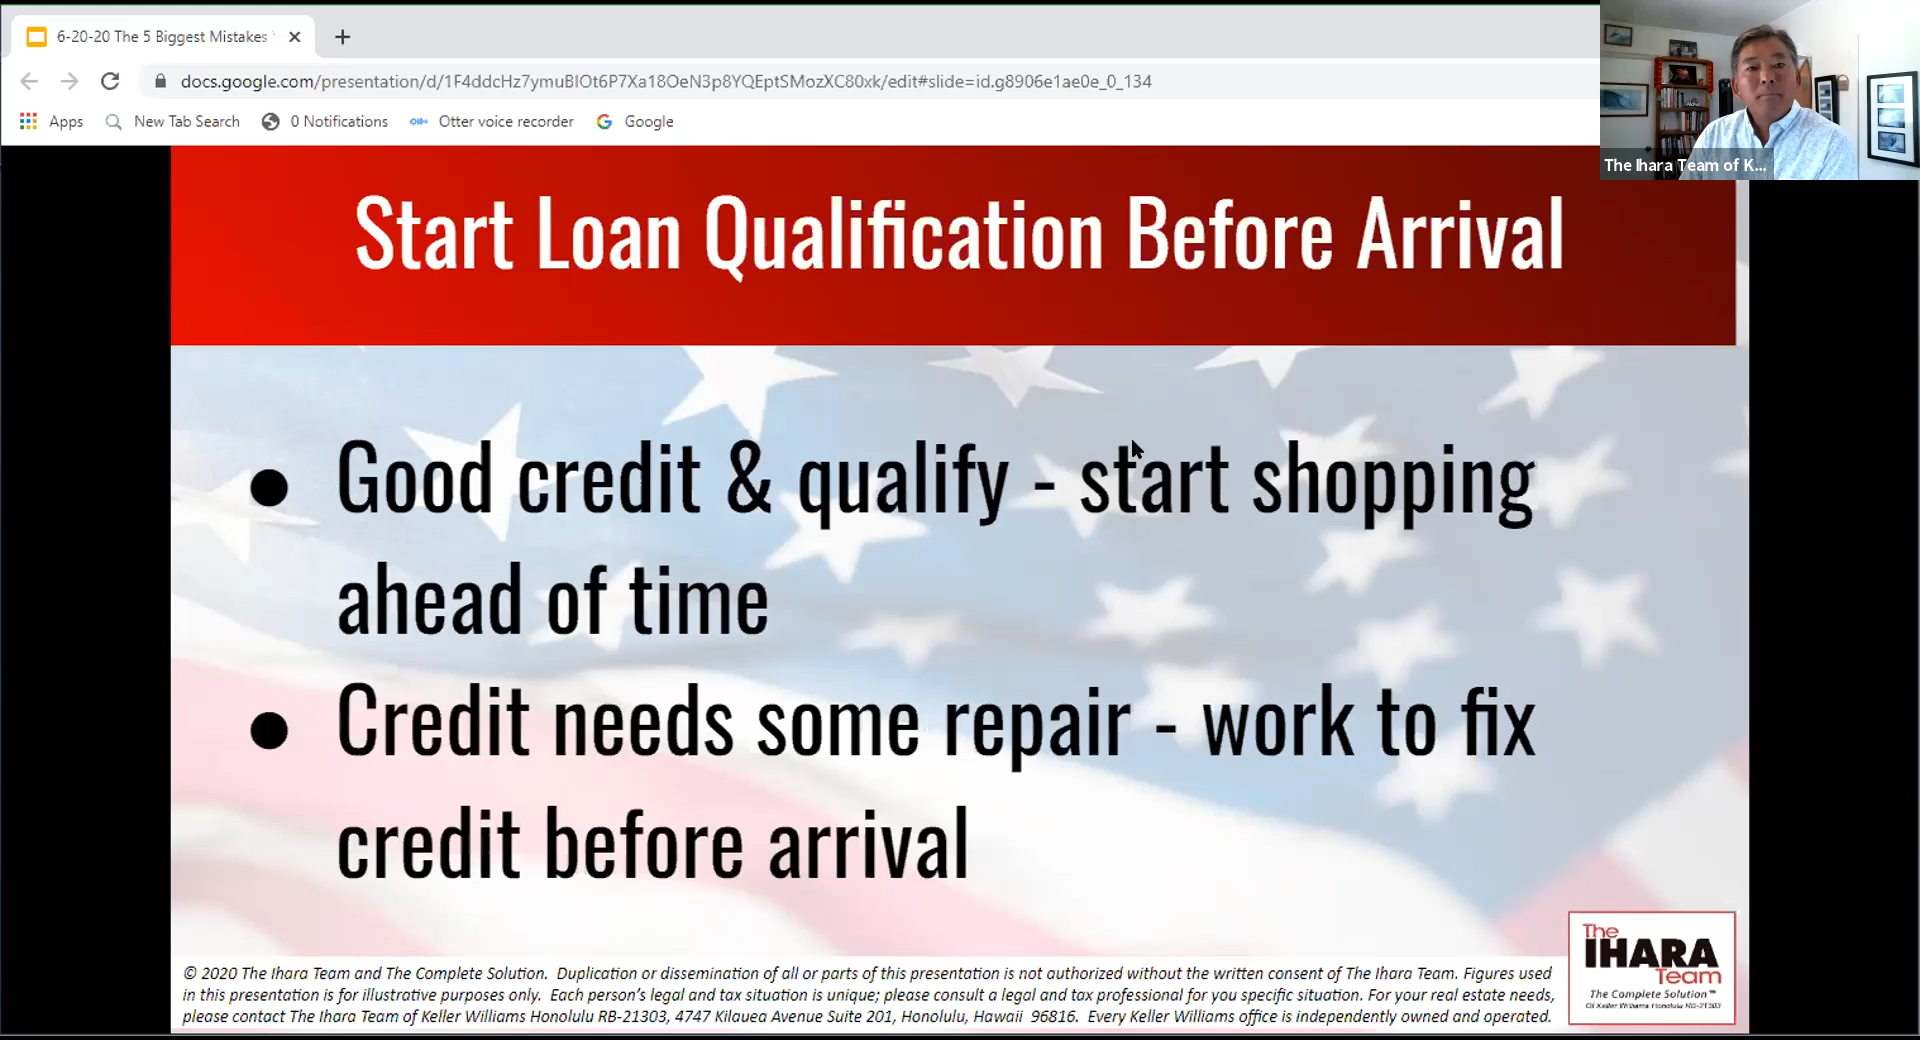 6-20-20 The 5 Biggest Mistakes
docs.google.com/presentation/d/1F4ddcHz7ymuBIOt6P7Xa18OeN3p8YQEptSMozXC80xk/edit#slide=id.g8906e1ae0e_0_134
Apps New Tab Search 0 Notifications Otter voice recorder Google
The Ihara Team of K...
Start Loan Qualification Before Arrival
● Good credit & qualify - start shopping
ahead of time
● Credit needs some repair - work to fix
credit before arrival
© 2020 The Ihara Team and The Complete Solution. Duplication or dissemination of all or parts of this presentation is not authorized without the written consent of The Ihara Team. Figures used
in this presentation is for illustrative purposes only. Each person's legal and tax situation is unique; please consult a legal and tax professional for you specific situation. For your real estate needs,
please contact The Ihara Team of Keller Williams Honolulu RB-21303, 4747 Kilauea Avenue Suite 201, Honolulu, Hawaii 96816. Every Keller Williams office is independently owned and operated.
The
IHARA
Team
The Complete Solution™
Of Keller Williams Honolulu RB-21303